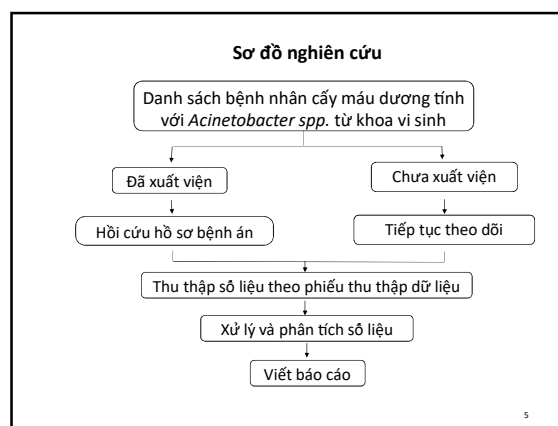 Sơ đồ nghiên cứu
Danh sách bệnh nhân cấy máu dương tính
với Acinetobacter spp. từ khoa vi sinh
Đã xuất viện
Chưa xuất viện
Hồi cứu hồ sơ bệnh án
Tiếp tục theo dõi
Thu thập số liệu theo phiếu thu thập dữ liệu
Xử lý và phân tích số liệu
Viết báo cáo
5